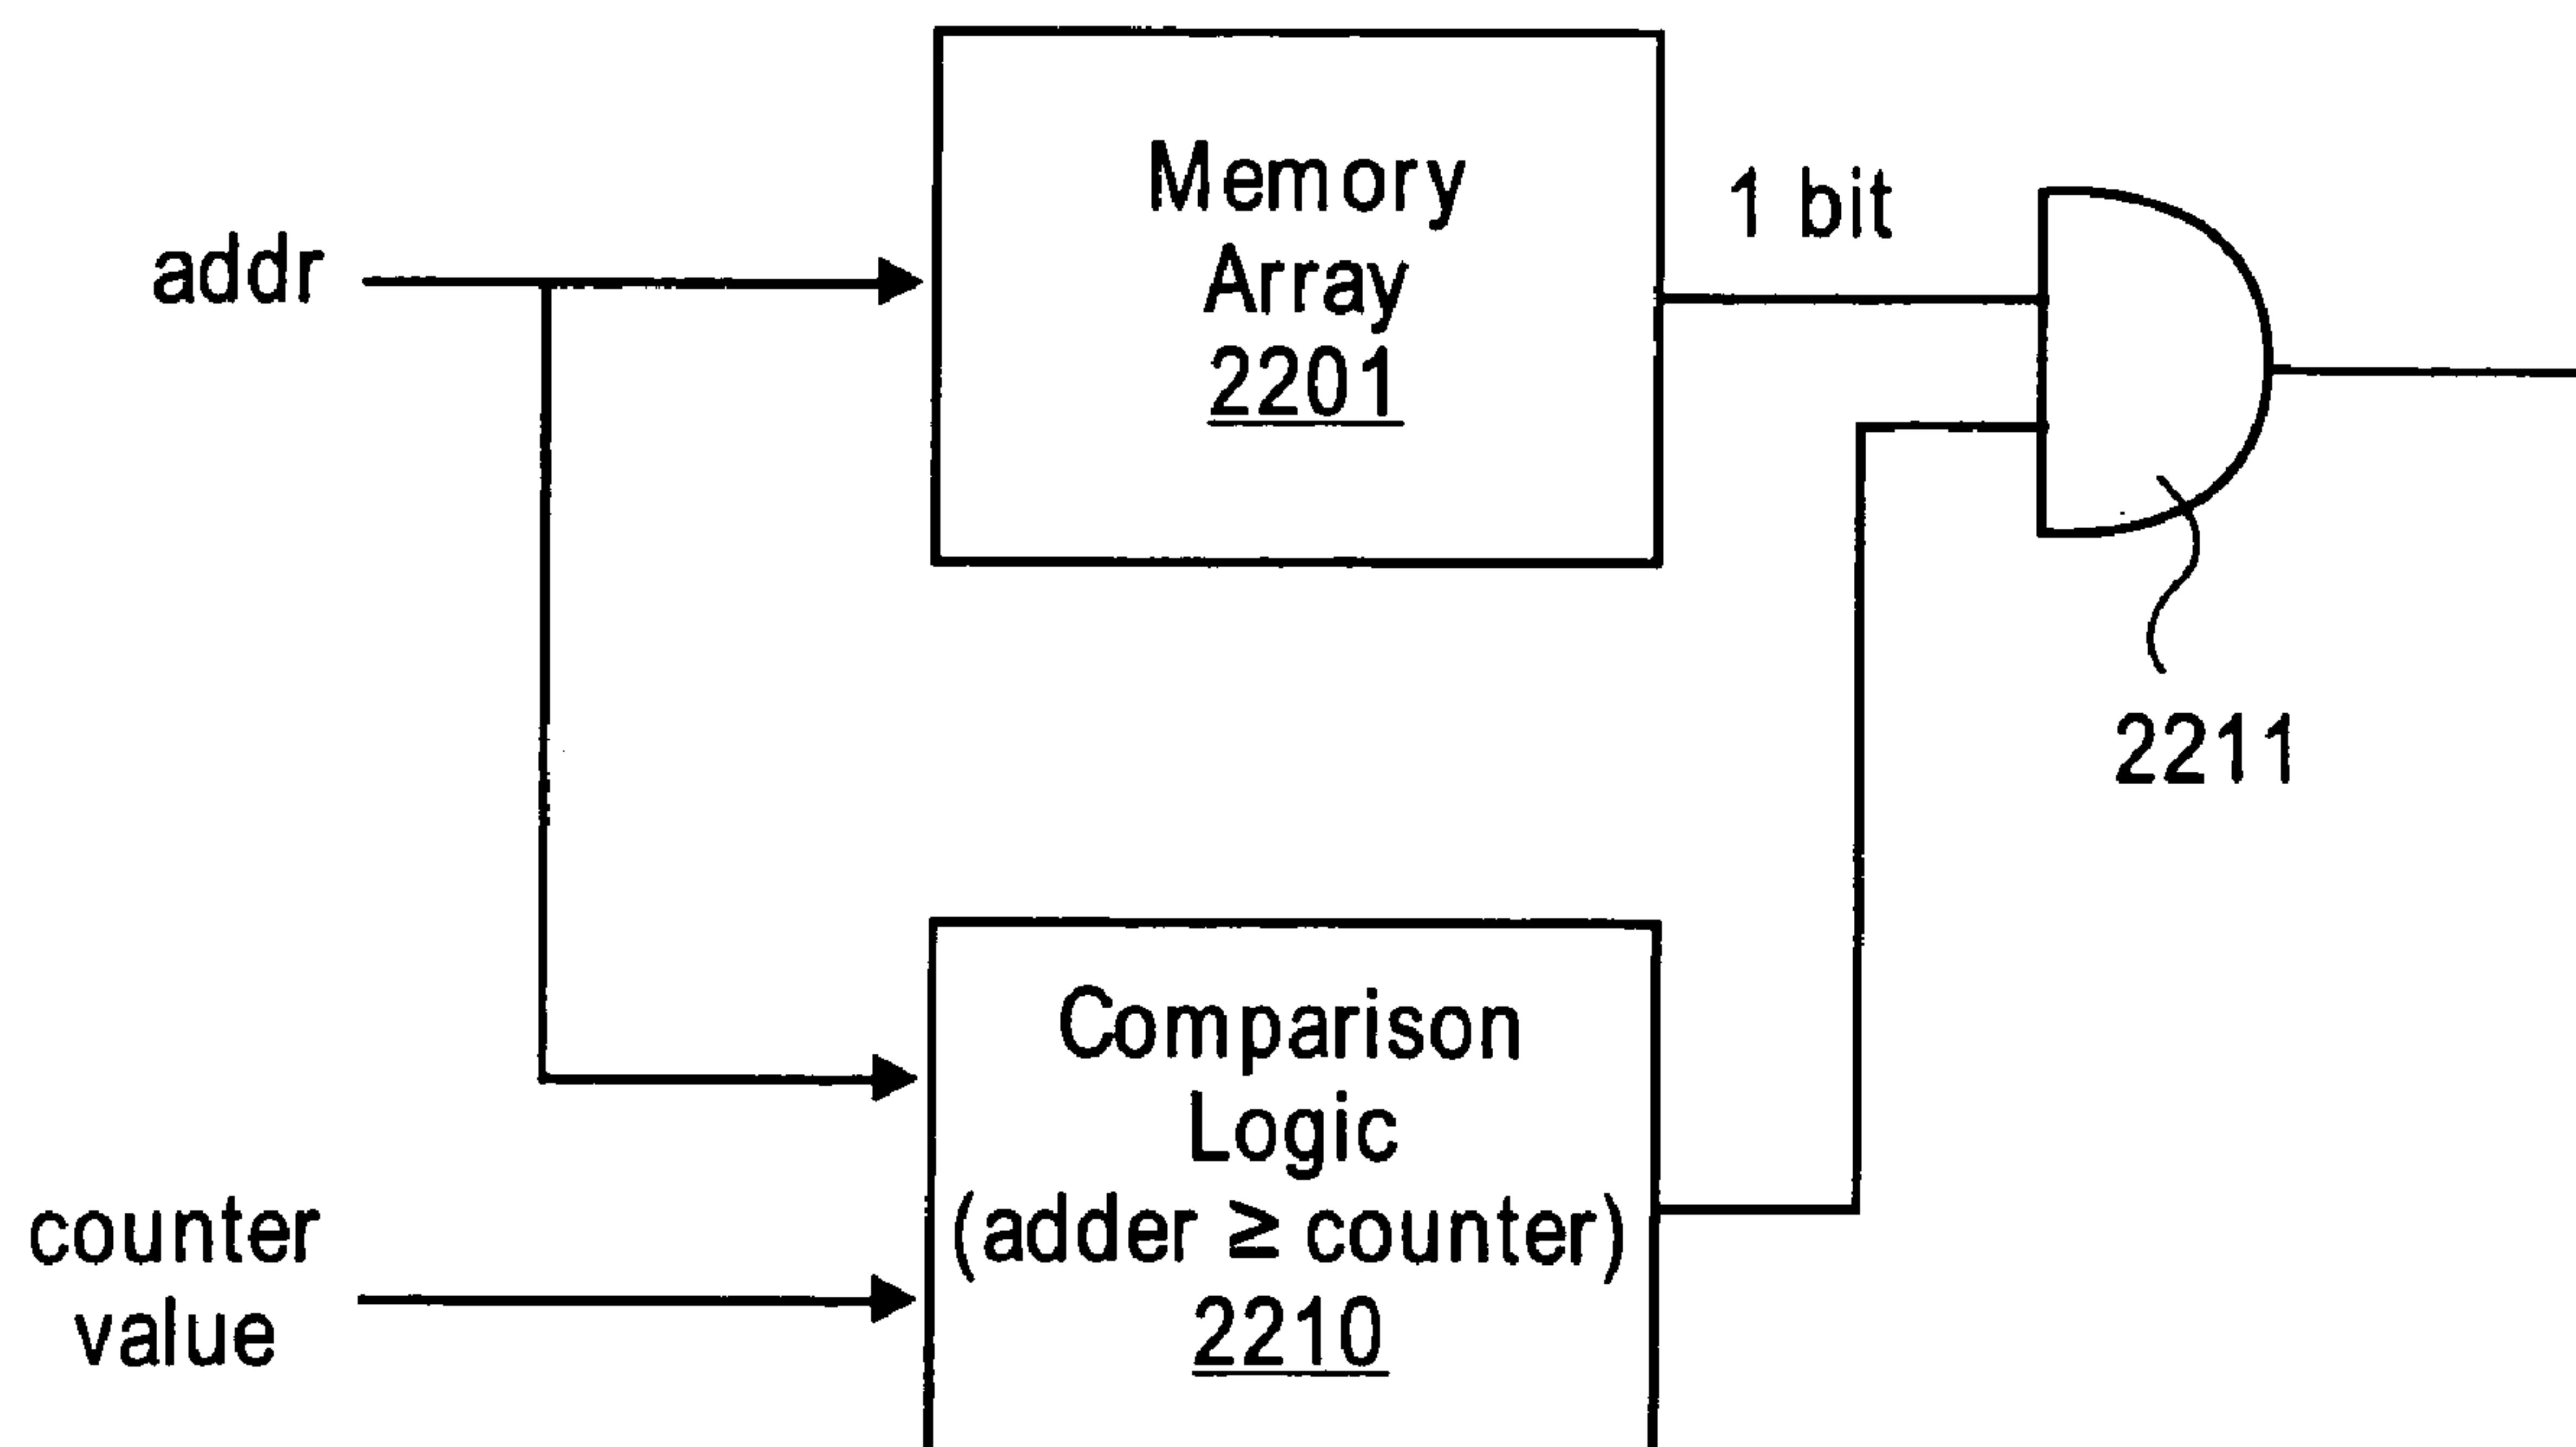 addr
Memory
Array
2201
1 bit
2211
counter
value
Comparison
Logic
(adder ≥ counter)
2210